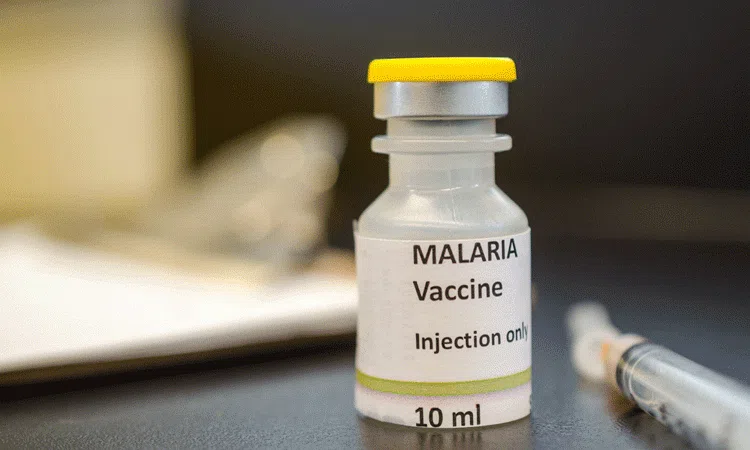 MALARIA
Vaccine
Injection only
10 ml